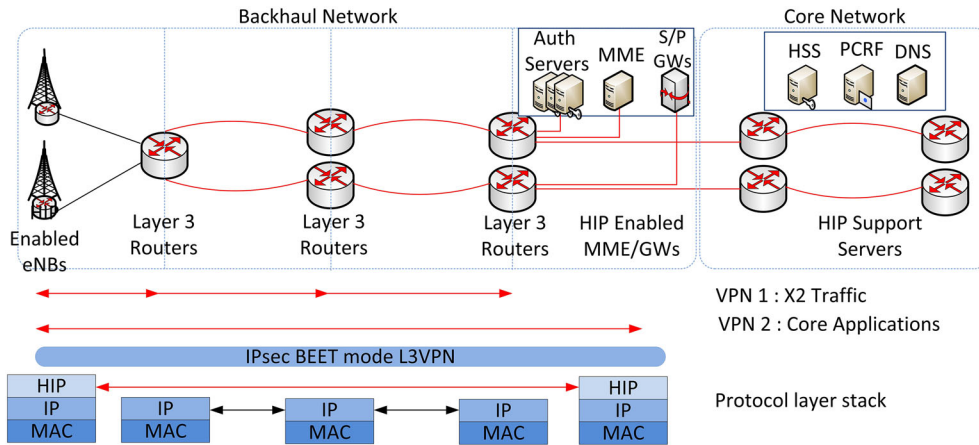 Backhaul Network
Core Network
Auth
Servers
MME
S/P
GWs
HSS
PCRF
DNS
Enabled
eNBs
Layer 3
Routers
Layer 3
Routers
Layer 3
Routers
HIP Enabled
MME/GWs
HIP Support
Servers
VPN 1 : X2 Traffic
VPN 2 : Core Applications
IPsec BEET mode L3VPN
HIP
IP
MAC
IP
MAC
IP
MAC
IP
MAC
HIP
IP
MAC
Protocol layer stack